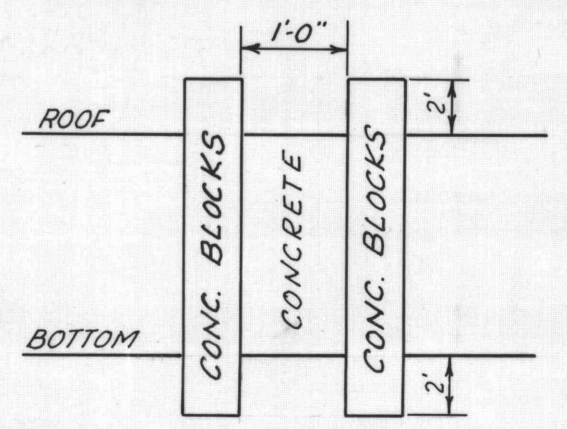 1'-0"
2'
ROOF
CONC. BLOCKS
CONCRETE
CONC. BLOCKS
BOTTOM
2'